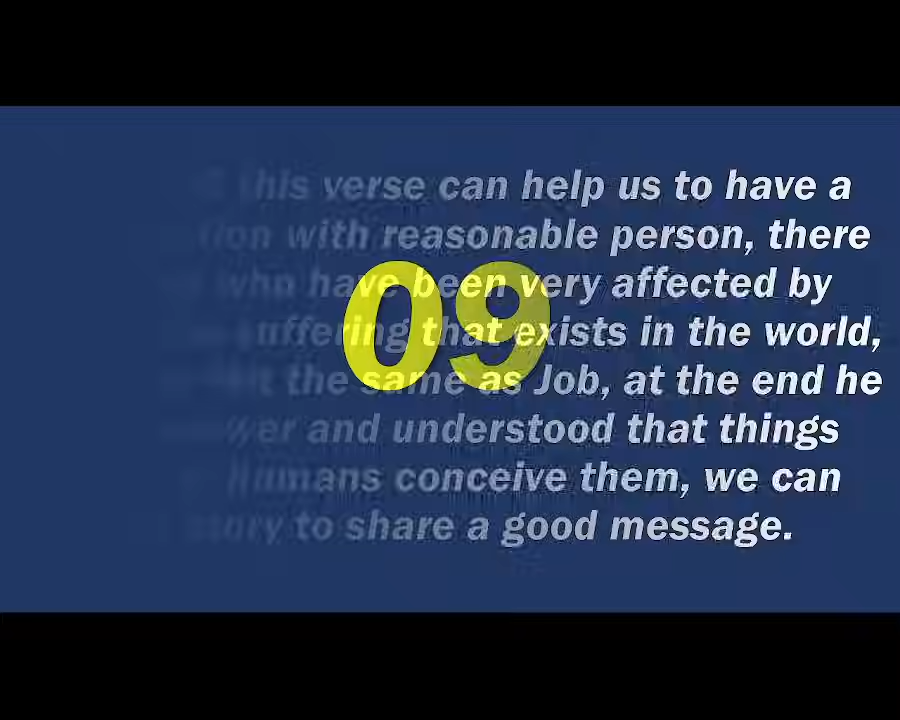 this verse can help us to have a
with reasonable person, there
who have been very affected by
suffering that exists in the world,
the same as Job, at the end he
and understood that things
Humans conceive them, we can
story to share a good message.
09